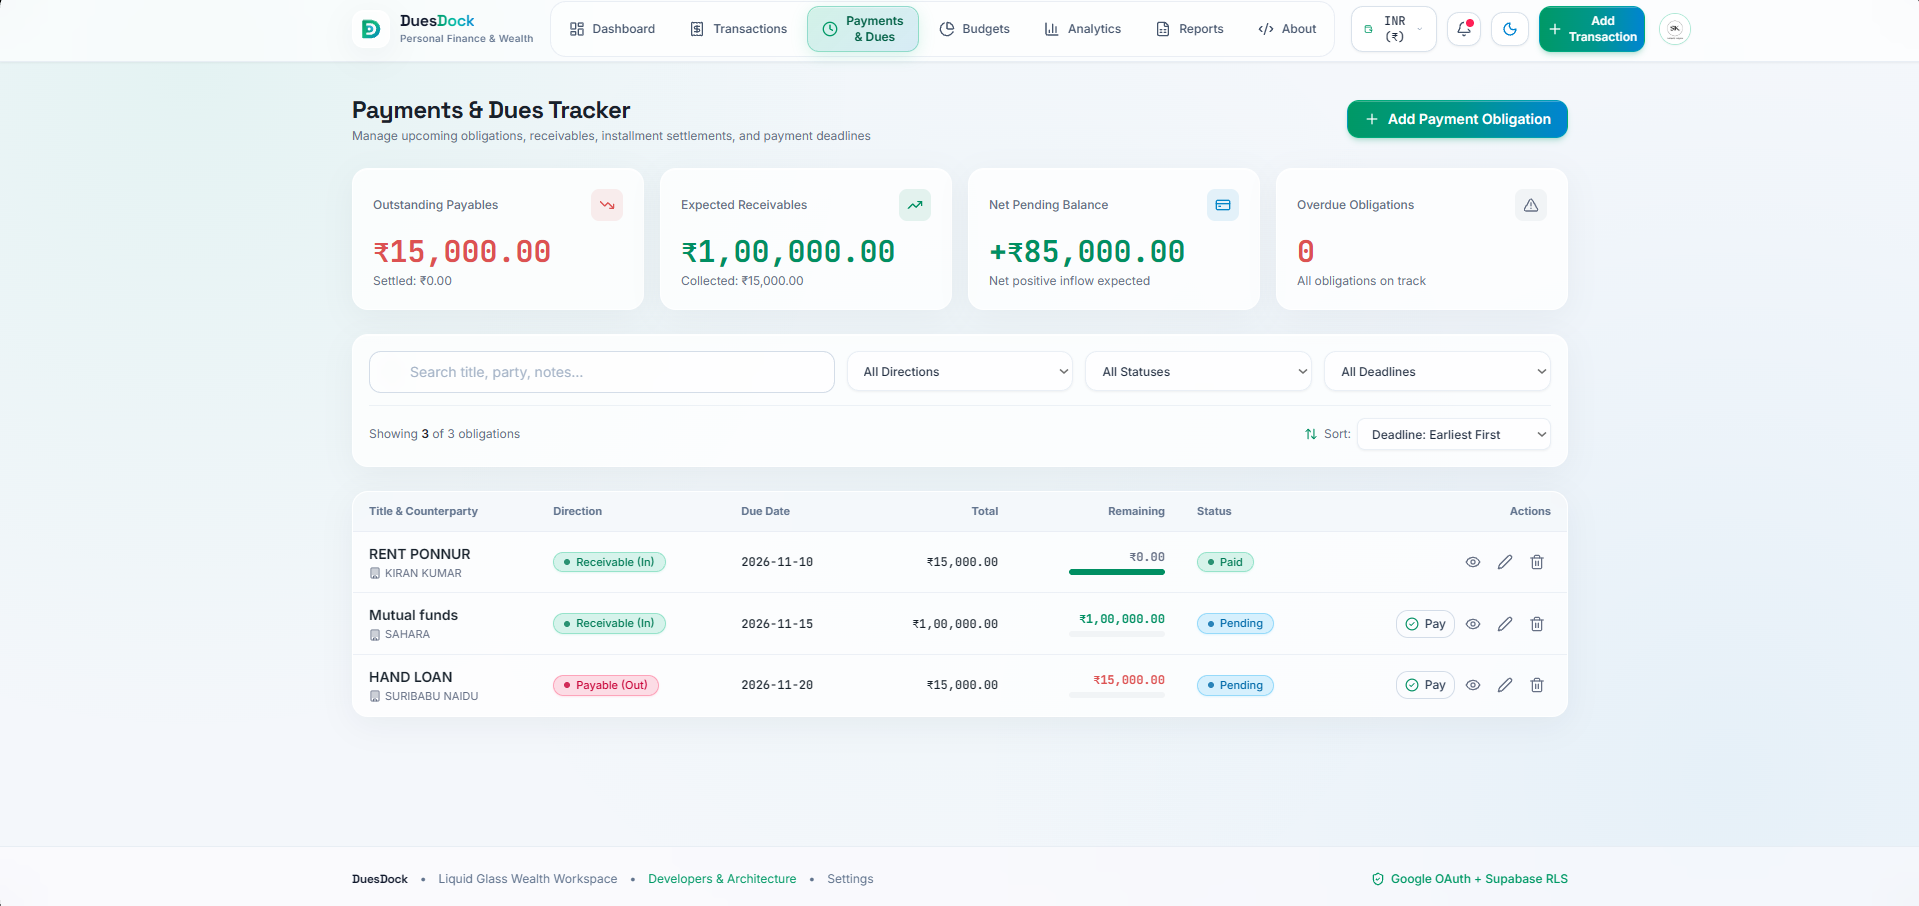 DuesDock
Personal Finance & Wealth
Dashboard
Transactions
Payments
& Dues
Budgets
Analytics
Reports
About
INR
(₹)
Add
Transaction
SK
Payments & Dues Tracker
Manage upcoming obligations, receivables, installment settlements, and payment deadlines
Add Payment Obligation
Outstanding Payables
₹15,000.00
Settled: ₹0.00
Expected Receivables
₹1,00,000.00
Collected: ₹15,000.00
Net Pending Balance
+₹85,000.00
Net positive inflow expected
Overdue Obligations
0
All obligations on track
Search title, party, notes...
All Directions
All Statuses
All Deadlines
Showing 3 of 3 obligations
Sort:
Deadline: Earliest First
Title & Counterparty Direction Due Date Total Remaining Status Actions
RENT PONNUR
KIRAN KUMAR
Receivable (In)
2026-11-10
₹15,000.00
₹0.00
Paid
Mutual funds
SAHARA
Receivable (In)
2026-11-15
₹1,00,000.00
₹1,00,000.00
Pending
Pay
HAND LOAN
SURIBABU NAIDU
Payable (Out)
2026-11-20
₹15,000.00
₹15,000.00
Pending
Pay
DuesDock • Liquid Glass Wealth Workspace • Developers & Architecture • Settings
Google OAuth + Supabase RLS